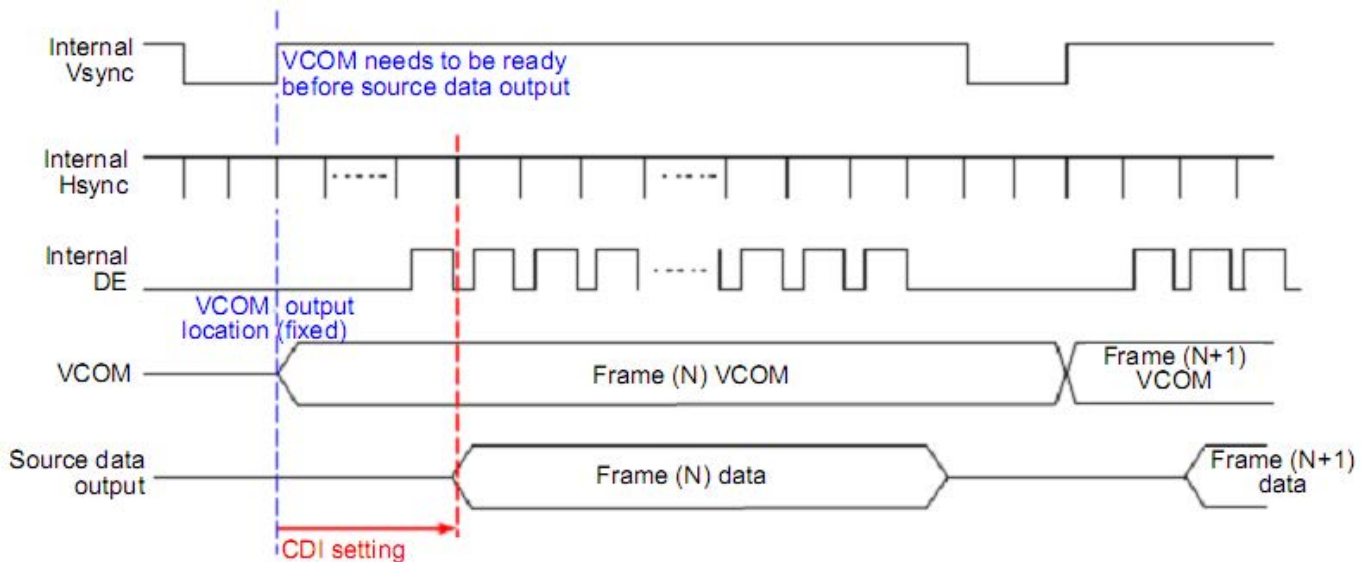 Internal
Vsync
VCOM needs to be ready
before source data output
Internal
Hsync
Internal
DE
VCOM output
location (fixed)
VCOM
Frame (N) VCOM
Frame (N+1)
VCOM
Source data
output
Frame (N) data
Frame (N+1)
data
CDI setting